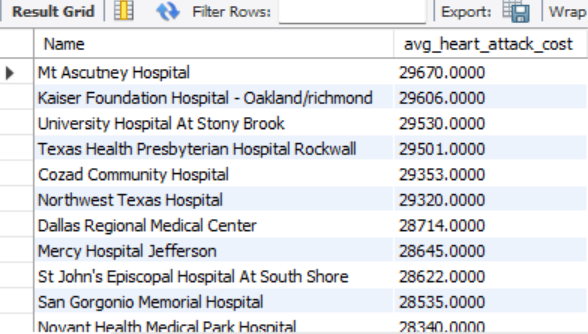 Result Grid Filter Rows: Export: Wrap
Name avg_heart_attack_cost
Mt Ascutney Hospital 29670.0000
Kaiser Foundation Hospital - Oakland/richmond 29606.0000
University Hospital At Stony Brook 29530.0000
Texas Health Presbyterian Hospital Rockwall 29501.0000
Cozad Community Hospital 29353.0000
Northwest Texas Hospital 29320.0000
Dallas Regional Medical Center 28714.0000
Mercy Hospital Jefferson 28645.0000
St John's Episcopal Hospital At South Shore 28622.0000
San Gorgonio Memorial Hospital 28535.0000
Novant Health Medical Park Hospital 28340.0000